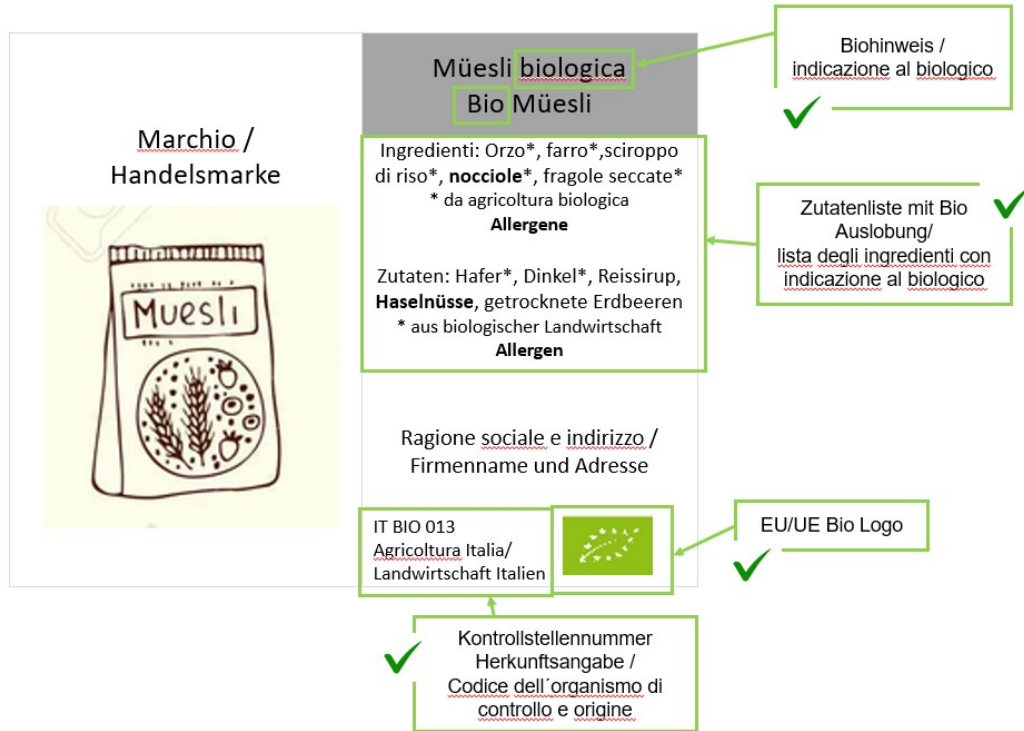 Marchio /
Handelsmarke
Muesli
Müesli biologica
Bio Müesli
Ingredienti: Orzo*, farro*,sciroppo
di riso*, nocciole*, fragole seccate*
* da agricoltura biologica
Allergene
Zutaten: Hafer*, Dinkel*, Reissirup,
Haselnüsse, getrocknete Erdbeeren
* aus biologischer Landwirtschaft
Allergen
Ragione sociale e indirizzo /
Firmenname und Adresse
IT BIO 013
Agricoltura Italia/
Landwirtschaft Italien
Biohinweis /
indicazione al biologico
Zutatenliste mit Bio
Auslobung/
lista degli ingredienti con
indicazione al biologico
EU/UE Bio Logo
Kontrollstellennummer
Herkunftsangabe /
Codice dell´organismo di
controllo e origine